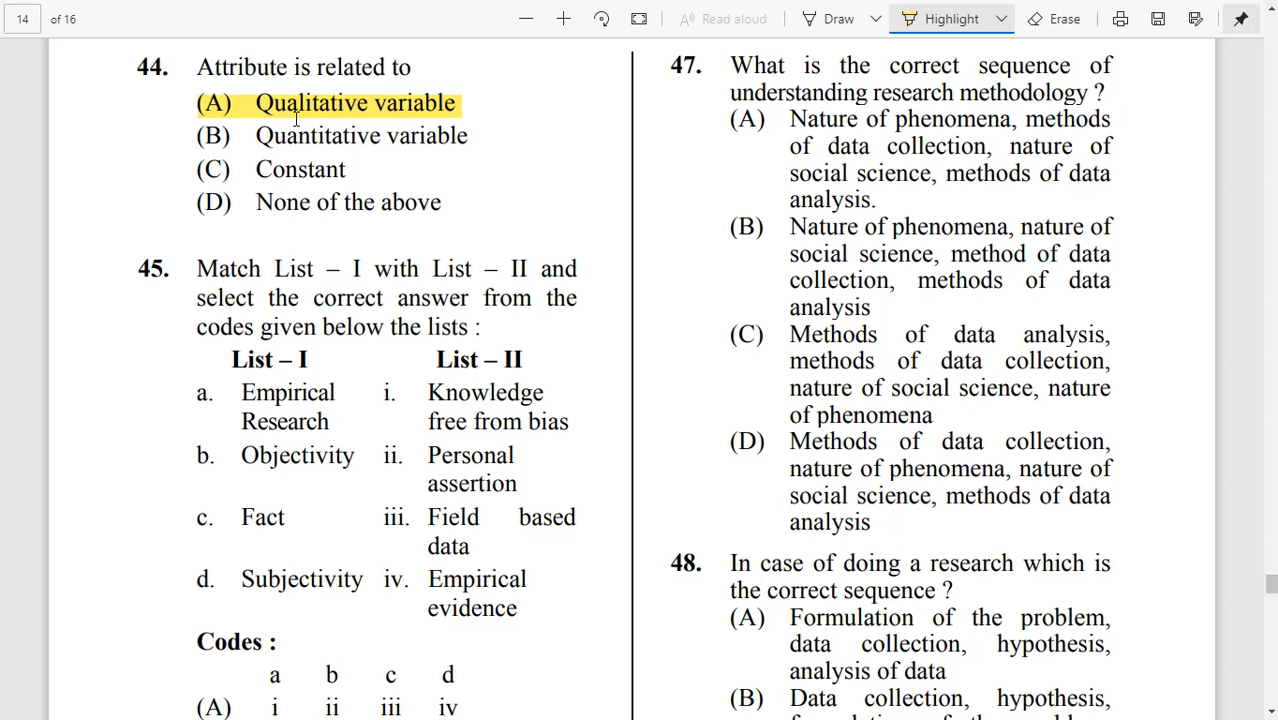 14 of 16
Read aloud
Draw
Highlight
Erase
44. Attribute is related to
(A) Qualitative variable
(B) Quantitative variable
(C) Constant
(D) None of the above
45. Match List – I with List – II and
select the correct answer from the
codes given below the lists :
List – I List – II
a. Empirical i. Knowledge
Research free from bias
b. Objectivity ii. Personal
assertion
c. Fact iii. Field based
data
d. Subjectivity iv. Empirical
evidence
Codes :
a b c d
(A) i ii iii iv
47. What is the correct sequence of
understanding research methodology ?
(A) Nature of phenomena, methods
of data collection, nature of
social science, methods of data
analysis.
(B) Nature of phenomena, nature of
social science, method of data
collection, methods of data
analysis
(C) Methods of data analysis,
methods of data collection,
nature of social science, nature
of phenomena
(D) Methods of data collection,
nature of phenomena, nature of
social science, methods of data
analysis
48. In case of doing a research which is
the correct sequence ?
(A) Formulation of the problem,
data collection, hypothesis,
analysis of data
(B) Data collection, hypothesis,